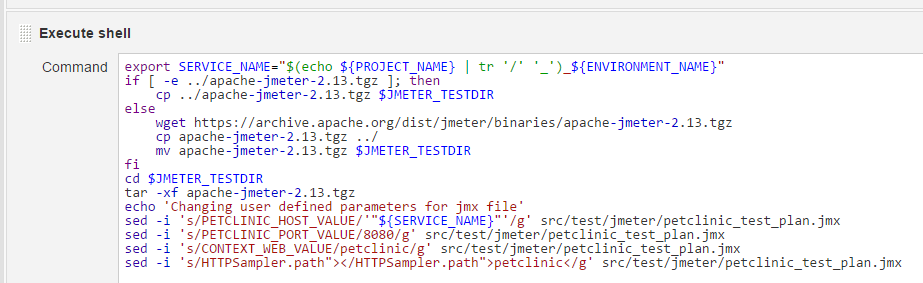 Execute shell
Command
export SERVICE_NAME="$(echo ${PROJECT_NAME} | tr '/' '_')_${ENVIRONMENT_NAME}"
if [ -e ../apache-jmeter-2.13.tgz ]; then
    cp ../apache-jmeter-2.13.tgz $JMETER_TESTDIR
else
    wget https://archive.apache.org/dist/jmeter/binaries/apache-jmeter-2.13.tgz
    cp apache-jmeter-2.13.tgz ../
    mv apache-jmeter-2.13.tgz $JMETER_TESTDIR
fi
cd $JMETER_TESTDIR
tar -xf apache-jmeter-2.13.tgz
echo 'Changing user defined parameters for jmx file'
sed -i 's/PETCLINIC_HOST_VALUE/'"${SERVICE_NAME}"'/g' src/test/jmeter/petclinic_test_plan.jmx
sed -i 's/PETCLINIC_PORT_VALUE/8080/g' src/test/jmeter/petclinic_test_plan.jmx
sed -i 's/CONTEXT_WEB_VALUE/petclinic/g' src/test/jmeter/petclinic_test_plan.jmx
sed -i 's/HTTPSampler.path"></HTTPSampler.path">petclinic</g' src/test/jmeter/petclinic_test_plan.jmx